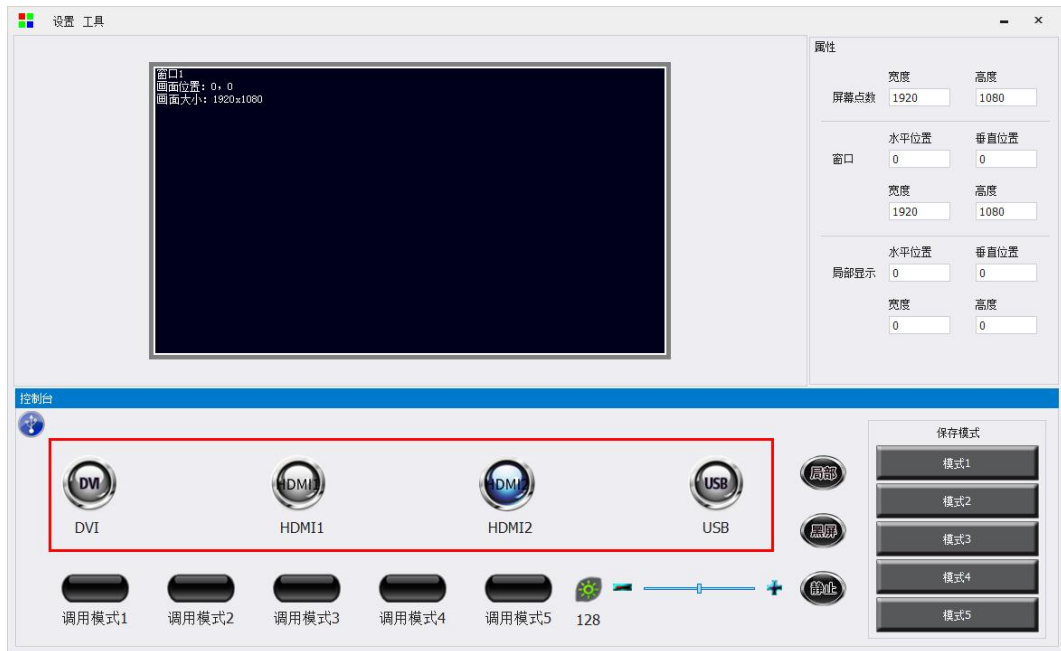 设置 工具
窗口1
画面位置: 0, 0
画面大小: 1920x1080
属性
宽度 高度
屏幕点数 1920 1080
水平位置 垂直位置
窗口 0 0
宽度 高度
1920 1080
水平位置 垂直位置
局部显示 0 0
宽度 高度
0 0
控制台
DVI HDMI1 HDMI2 USB
DVI HDMI1 HDMI2 USB
局部
黑屏
静止
调用模式1 调用模式2 调用模式3 调用模式4 调用模式5 128
保存模式
模式1
模式2
模式3
模式4
模式5